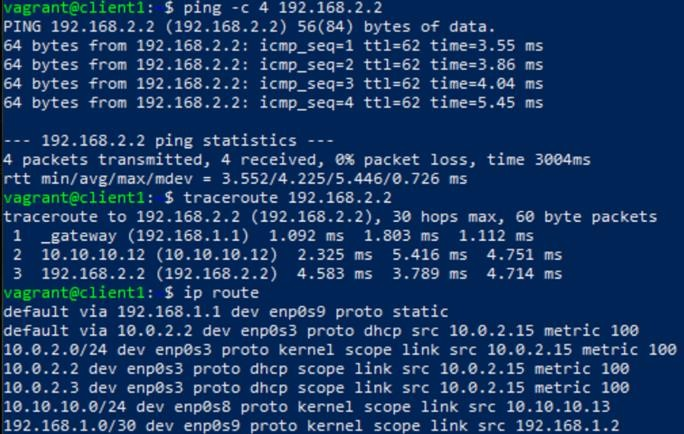 vagrant@client1:~$ ping -c 4 192.168.2.2
PING 192.168.2.2 (192.168.2.2) 56(84) bytes of data.
64 bytes from 192.168.2.2: icmp_seq=1 ttl=62 time=3.55 ms
64 bytes from 192.168.2.2: icmp_seq=2 ttl=62 time=3.86 ms
64 bytes from 192.168.2.2: icmp_seq=3 ttl=62 time=4.04 ms
64 bytes from 192.168.2.2: icmp_seq=4 ttl=62 time=5.45 ms

--- 192.168.2.2 ping statistics ---
4 packets transmitted, 4 received, 0% packet loss, time 3004ms
rtt min/avg/max/mdev = 3.552/4.225/5.446/0.726 ms
vagrant@client1:~$ traceroute 192.168.2.2
traceroute to 192.168.2.2 (192.168.2.2), 30 hops max, 60 byte packets
 1  _gateway (192.168.1.1)  1.092 ms  1.803 ms  1.112 ms
 2  10.10.10.12 (10.10.10.12)  2.325 ms  5.416 ms  4.751 ms
 3  192.168.2.2 (192.168.2.2)  4.583 ms  3.789 ms  4.714 ms
vagrant@client1:~$ ip route
default via 192.168.1.1 dev enp0s9 proto static
default via 10.0.2.2 dev enp0s3 proto dhcp src 10.0.2.15 metric 100
10.0.2.0/24 dev enp0s3 proto kernel scope link src 10.0.2.15 metric 100
10.0.2.2 dev enp0s3 proto dhcp scope link src 10.0.2.15 metric 100
10.0.2.3 dev enp0s3 proto dhcp scope link src 10.0.2.15 metric 100
10.10.10.0/24 dev enp0s8 proto kernel scope link src 10.10.10.13
192.168.1.0/30 dev enp0s9 proto kernel scope link src 192.168.1.2